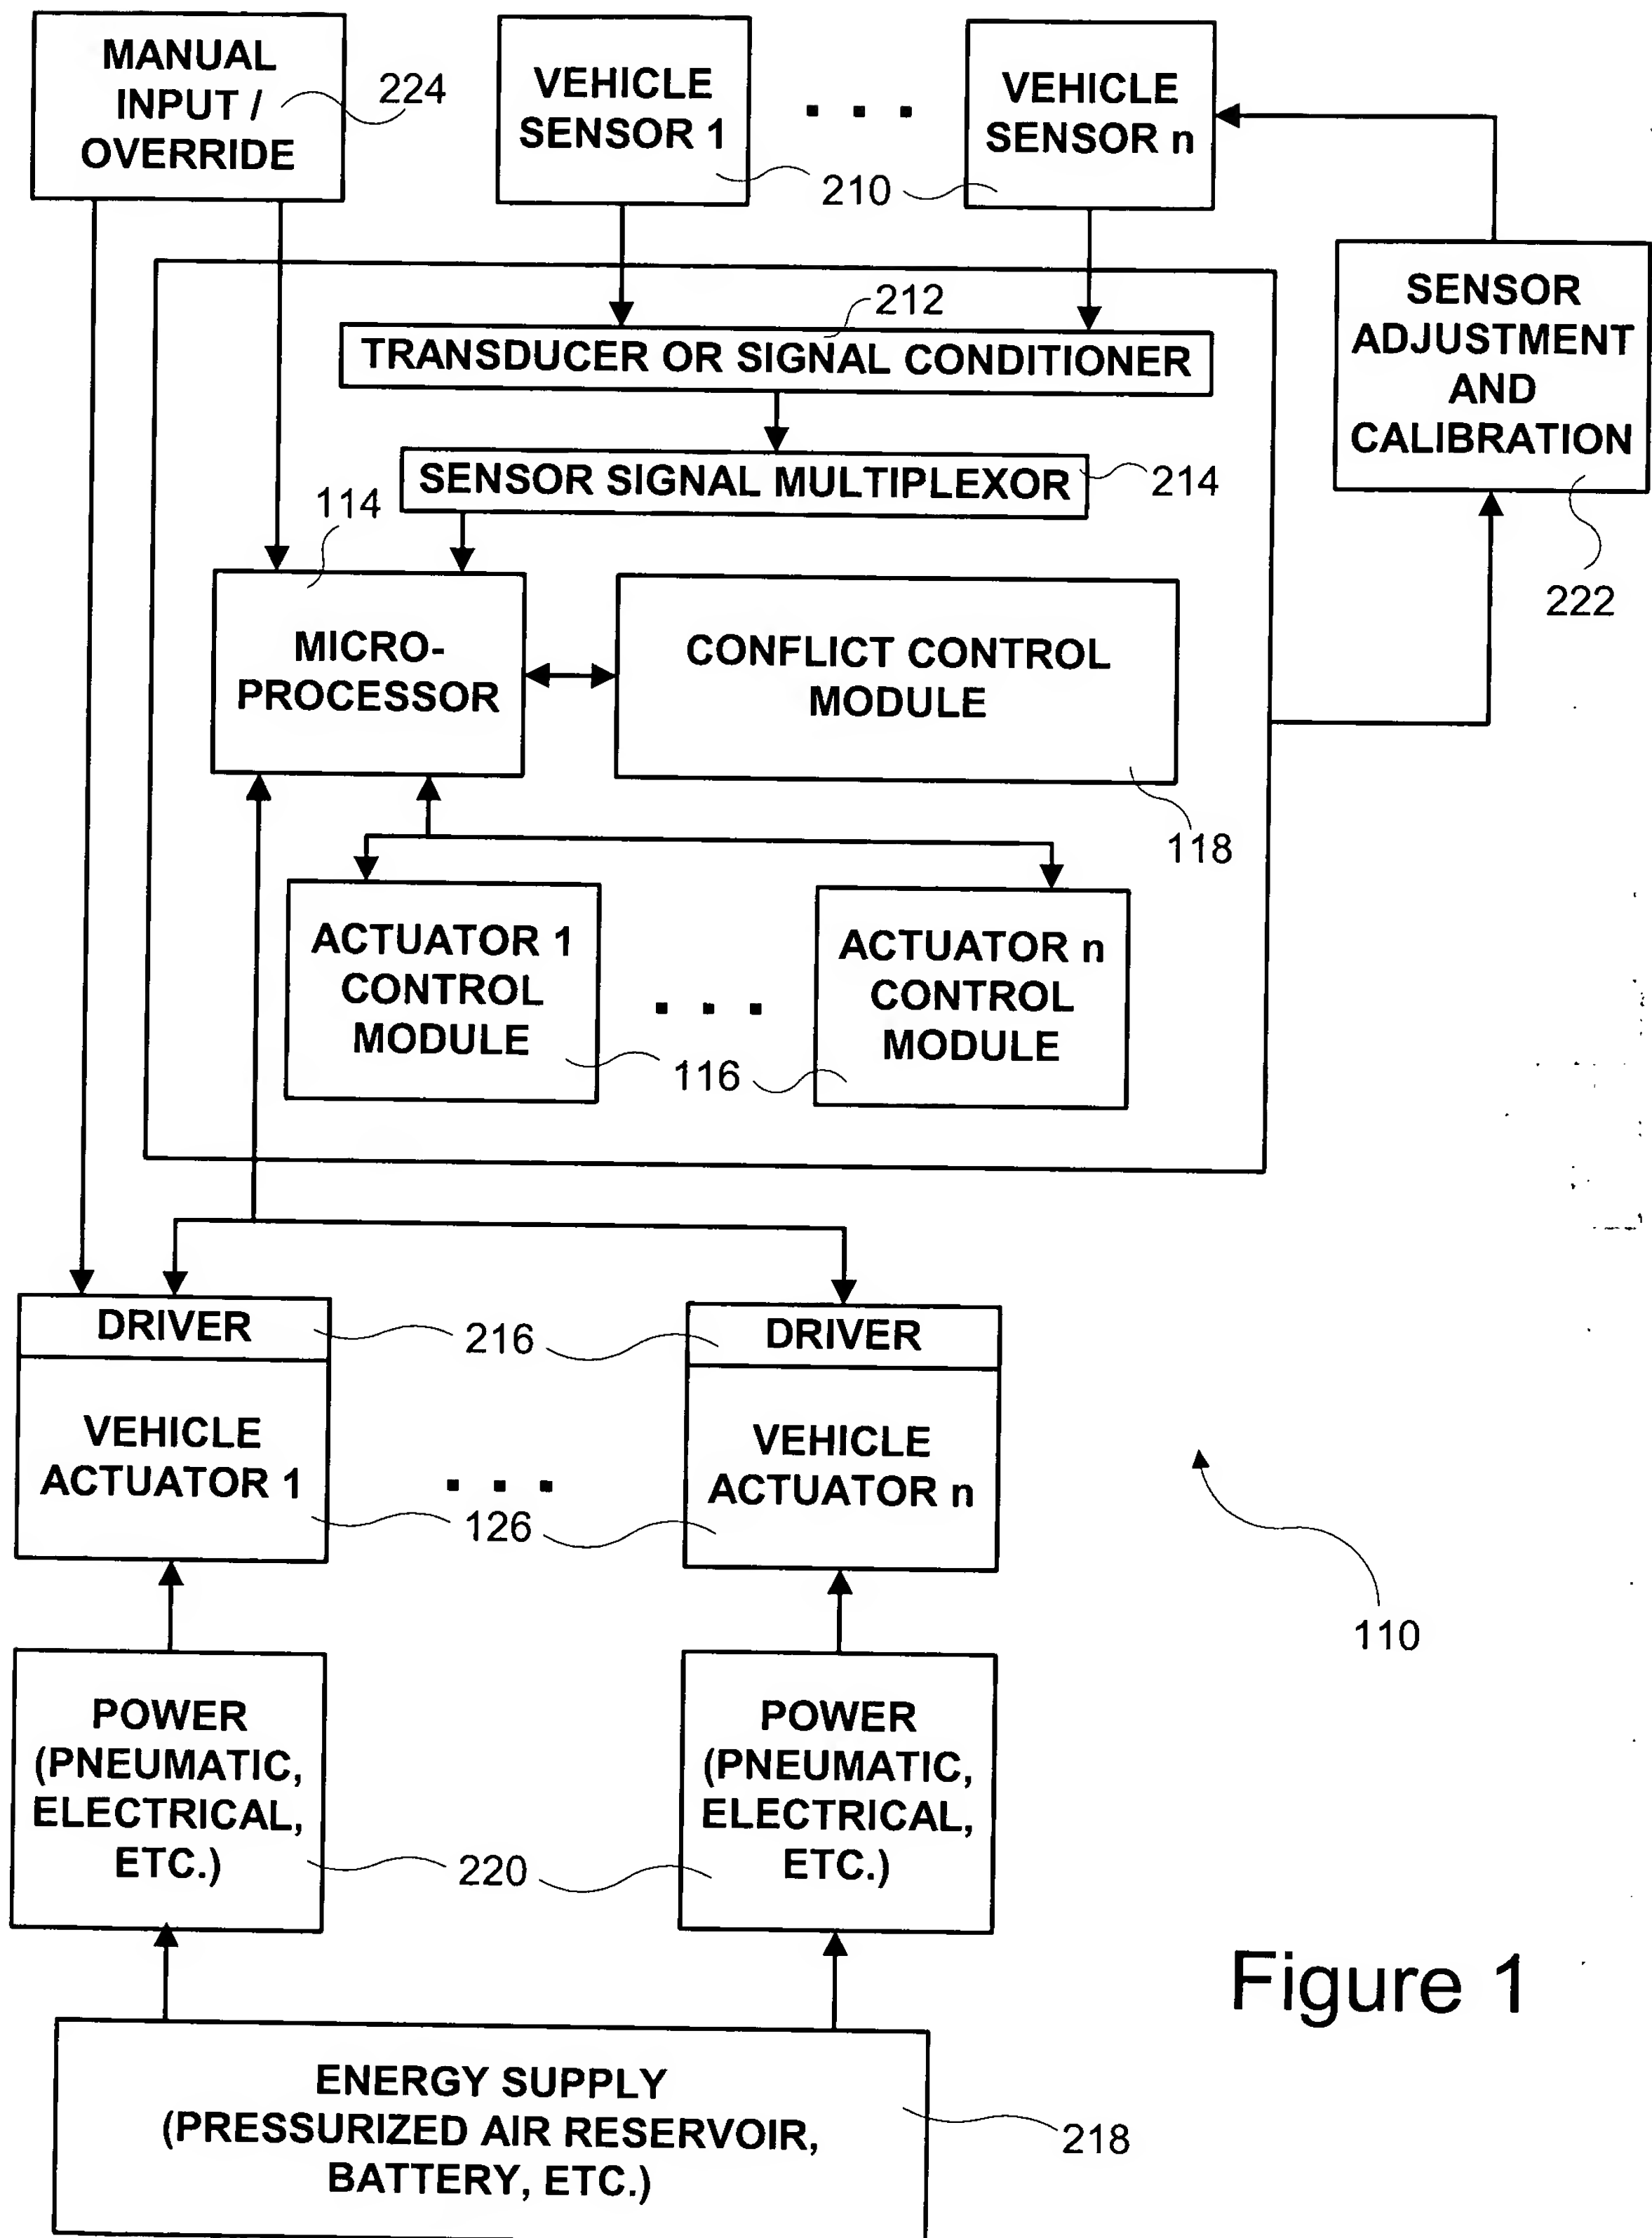 MANUAL
INPUT /
OVERRIDE
224
VEHICLE
SENSOR 1
. . .
VEHICLE
SENSOR n
210
SENSOR
ADJUSTMENT
AND
CALIBRATION
222
212
TRANSDUCER OR SIGNAL CONDITIONER
SENSOR SIGNAL MULTIPLEXOR
214
114
MICRO-
PROCESSOR
CONFLICT CONTROL
MODULE
118
ACTUATOR 1
CONTROL
MODULE
. . .
ACTUATOR n
CONTROL
MODULE
116
DRIVER
216
DRIVER
VEHICLE
ACTUATOR 1
. . .
VEHICLE
ACTUATOR n
126
110
POWER
(PNEUMATIC,
ELECTRICAL,
ETC.)
220
POWER
(PNEUMATIC,
ELECTRICAL,
ETC.)
Figure 1
ENERGY SUPPLY
(PRESSURIZED AIR RESERVOIR,
BATTERY, ETC.)
218